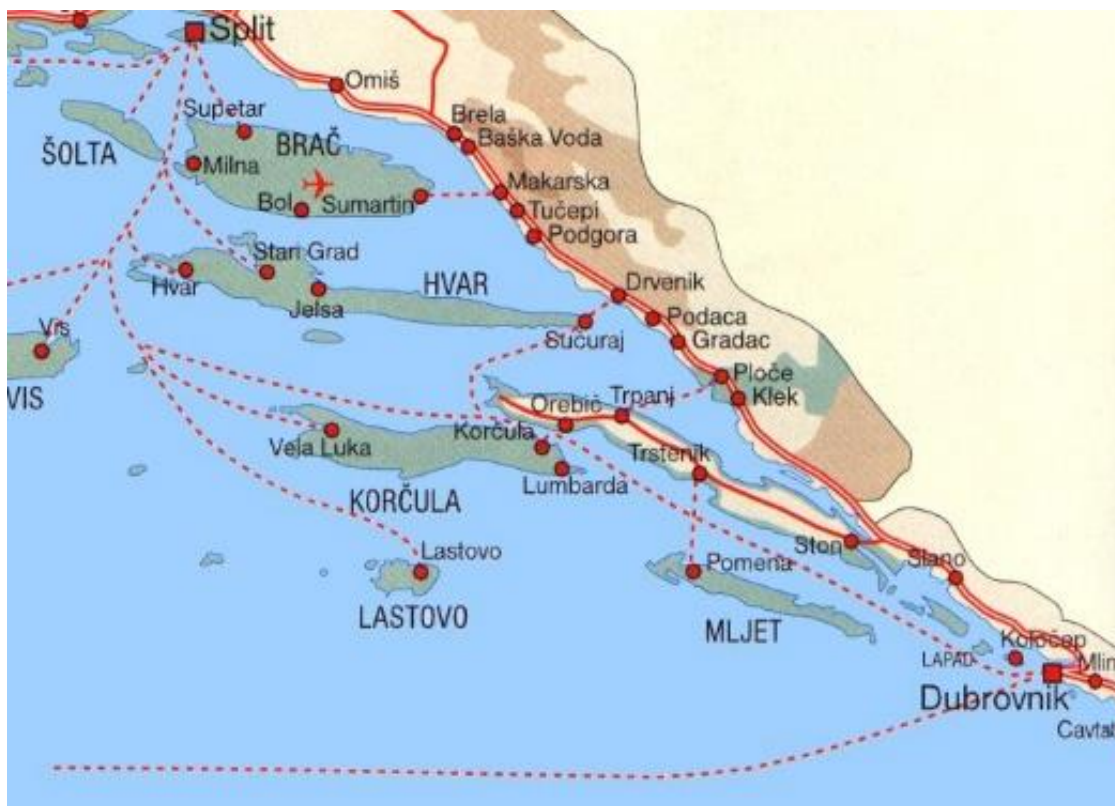 Split
Omiš
Supetar
Brela
BRAČ
Baška Voda
ŠOLTA
Milna
Makarska
Bol
Sumartin
Tučepi
Podgora
Stari Grad
HVAR
Drvenik
Hvar
Jelsa
Podaca
Vis
Sućuraj
Gradac
Ploče
VIS
Trpanj
Klek
Orebič
Korčula
Vela Luka
Trstenik
Lumbarda
KORČULA
Ston
Lastovo
Pomena
Slano
LASTOVO
MLJET
Koločep
LAPAD
Mlin
Dubrovnik
Cavtat